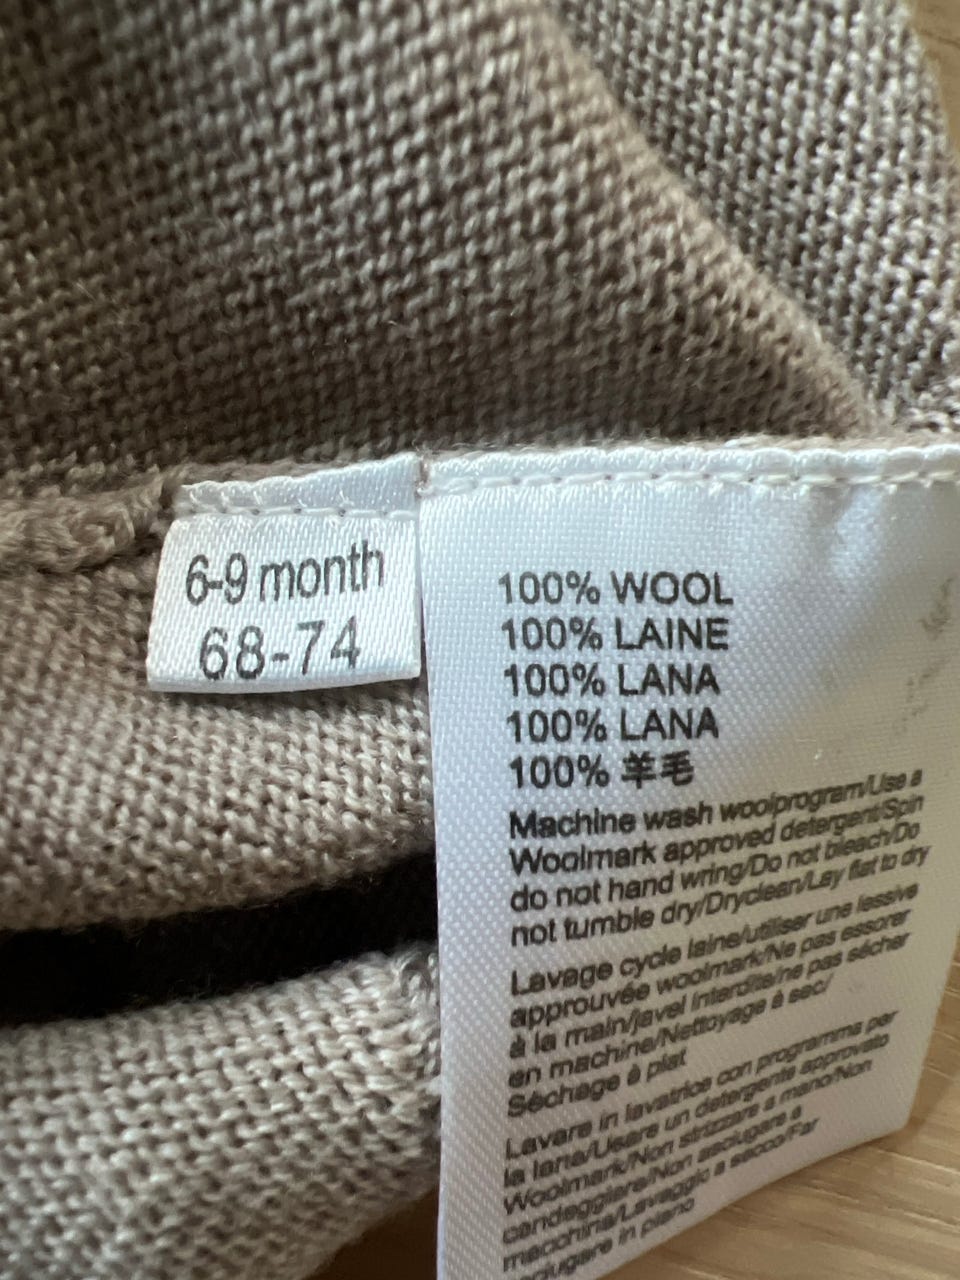 6-9 month
68-74
100% WOOL
100% LAINE
100% LANA
100% LANA
100% 羊毛
Machine wash woolprogram/Use a
Woolmark approved detergent/Spin
do not hand wring/Do not bleach/Do
not tumble dry/Dryclean/Lay flat to dry
Lavage cycle laine/utiliser une lessive
approuvée woolmark/Ne pas essorer
à la main/javel interdite/ne pas sécher
en machine/Nettoyage à sec/
Séchage à plat
Lavare in lavatrice con programma per
la lana/Usare un detergente approvato
Woolmark/Non strizzare a mano/Non
candeggiare/Non asciugare a
macchina/Lavaggio a secco/Far
in piano